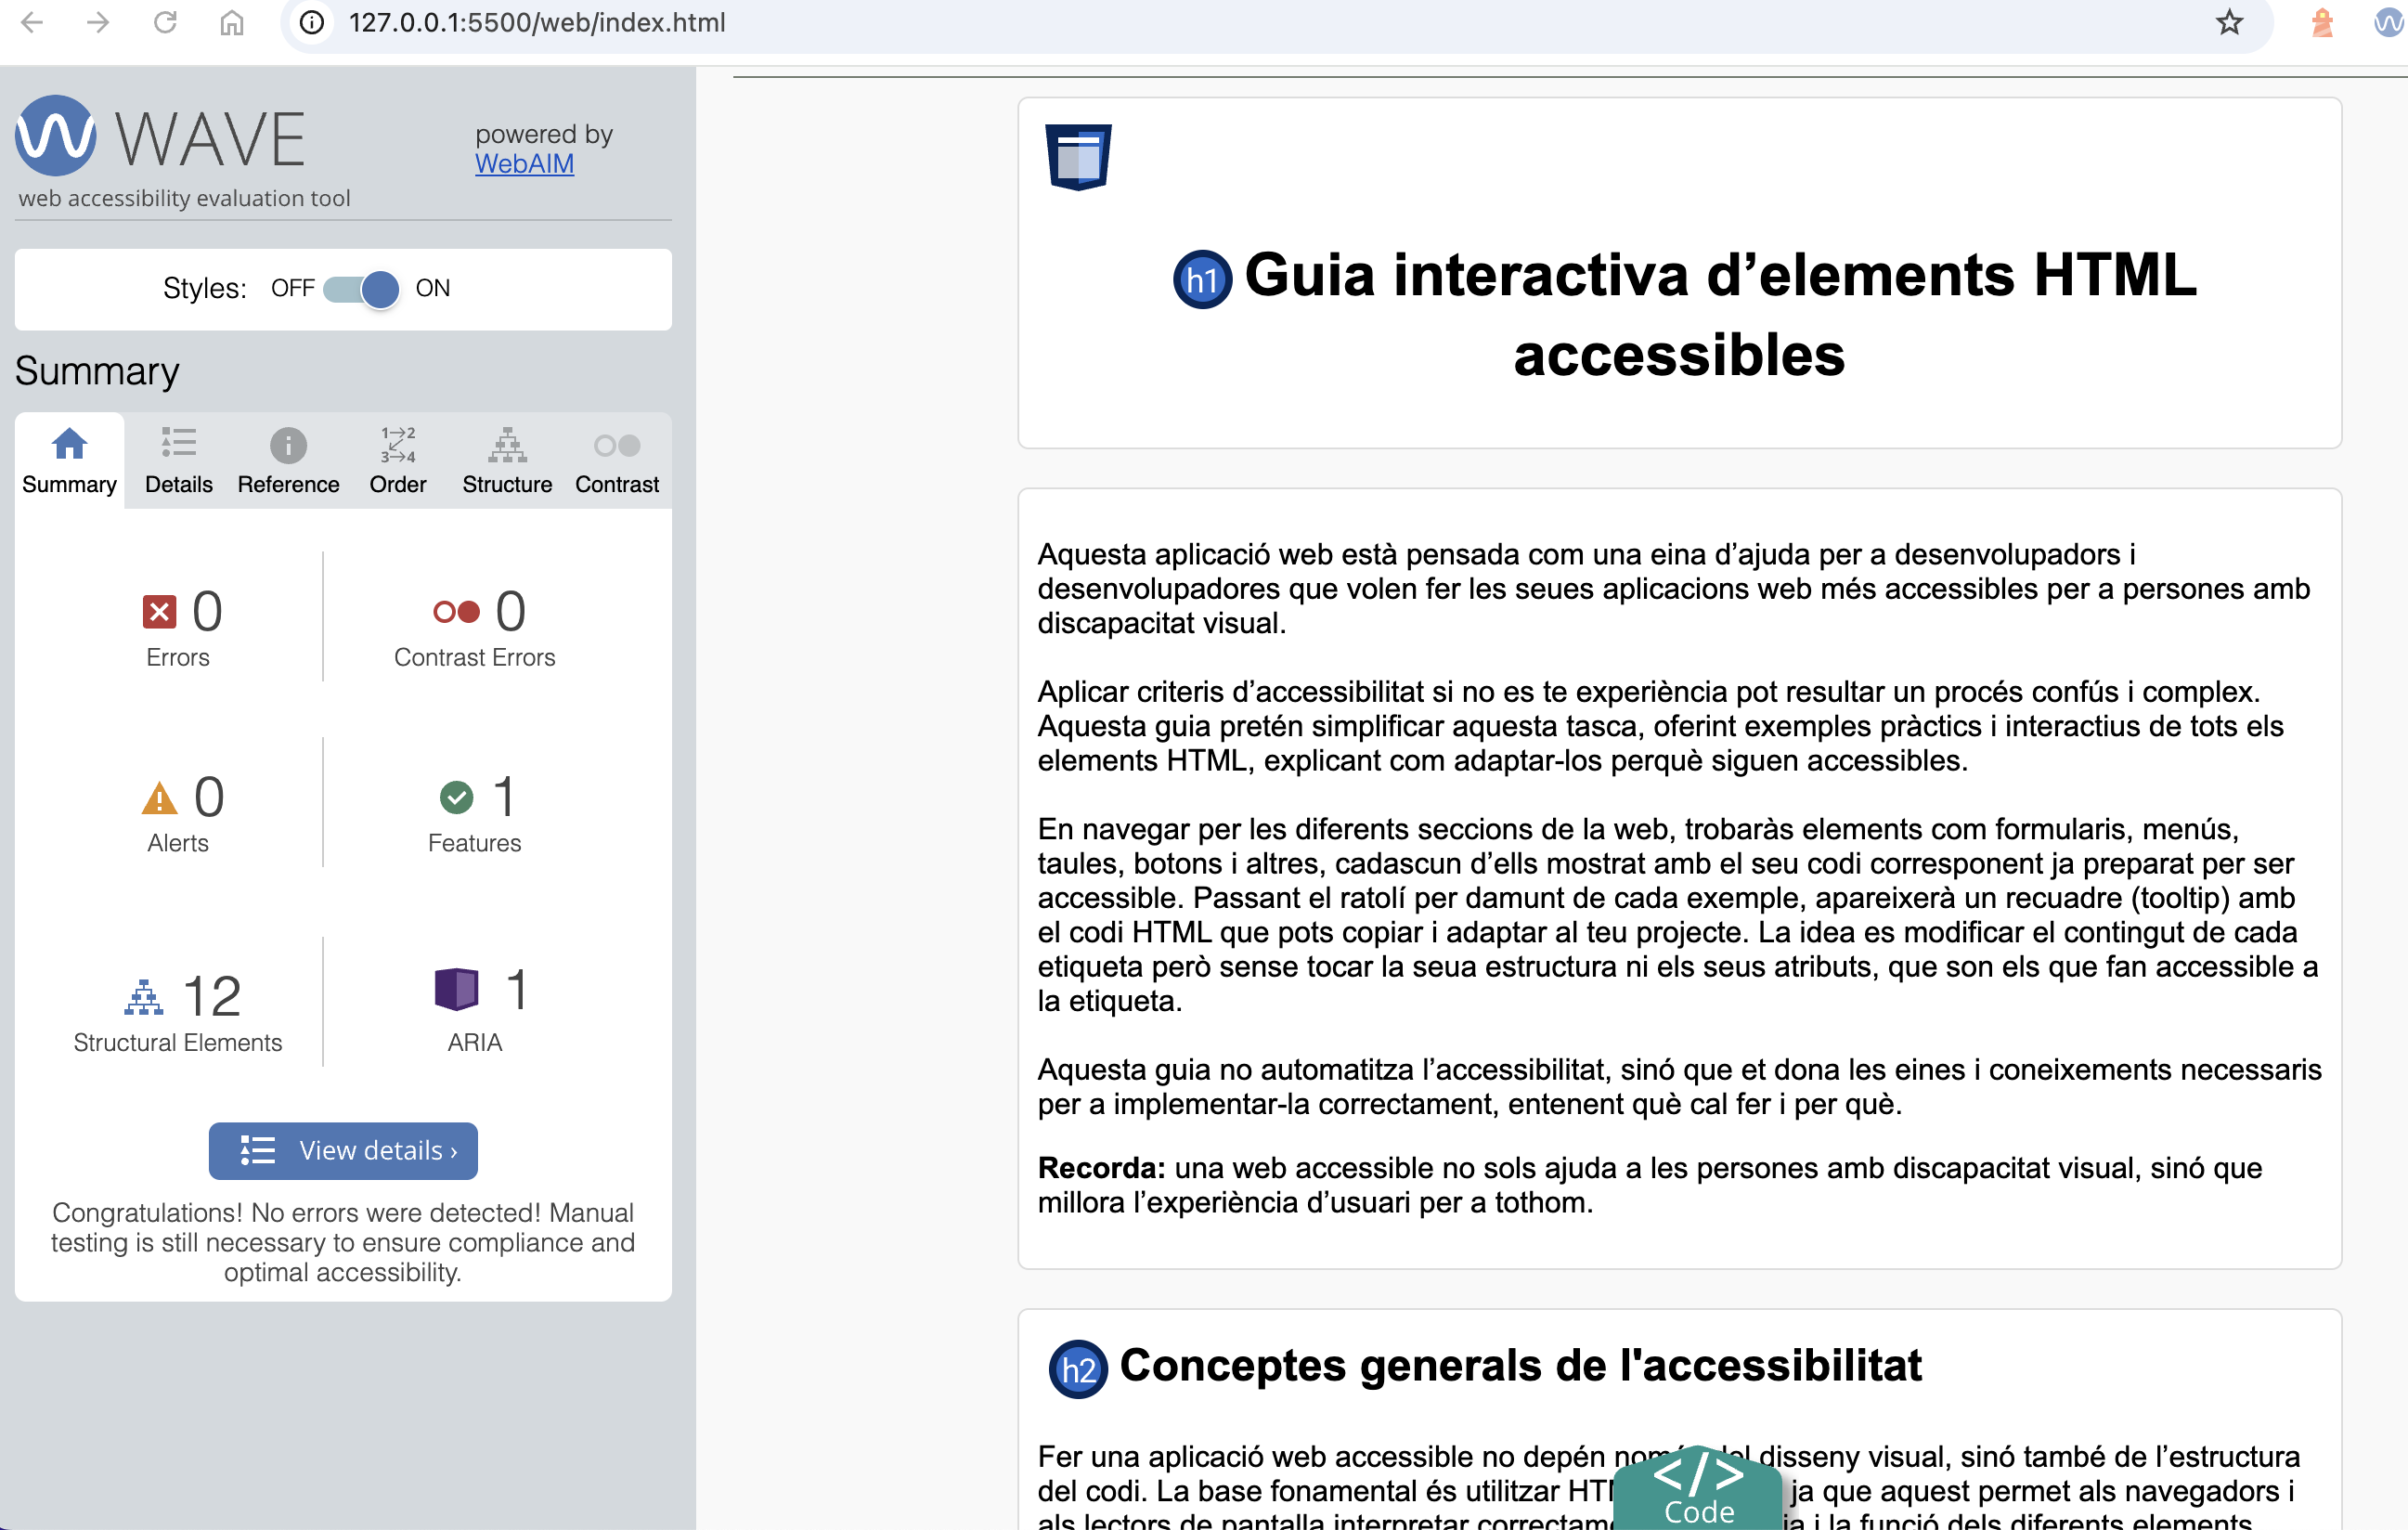 127.0.0.1:5500/web/index.html
WAVE
powered by
WebAIM
web accessibility evaluation tool
Styles: OFF ON
Summary
Summary
Details
Reference
1→2
3→4
Order
Structure
Contrast
0
Errors
0
Contrast Errors
0
Alerts
1
Features
12
Structural Elements
1
ARIA
View details ›
Congratulations! No errors were detected! Manual
testing is still necessary to ensure compliance and
optimal accessibility.
h1 Guia interactiva d’elements HTML
accessibles
Aquesta aplicació web està pensada com una eina d’ajuda per a desenvolupadors i
desenvolupadores que volen fer les seues aplicacions web més accessibles per a persones amb
discapacitat visual.
Aplicar criteris d’accessibilitat si no es te experiència pot resultar un procés confús i complex.
Aquesta guia pretén simplificar aquesta tasca, oferint exemples pràctics i interactius de tots els
elements HTML, explicant com adaptar-los perquè siguen accessibles.
En navegar per les diferents seccions de la web, trobaràs elements com formularis, menús,
taules, botons i altres, cadascun d’ells mostrat amb el seu codi corresponent ja preparat per ser
accessible. Passant el ratolí per damunt de cada exemple, apareixerà un recuadre (tooltip) amb
el codi HTML que pots copiar i adaptar al teu projecte. La idea es modificar el contingut de cada
etiqueta però sense tocar la seua estructura ni els seus atributs, que son els que fan accessible a
la etiqueta.
Aquesta guia no automatitza l’accessibilitat, sinó que et dona les eines i coneixements necessaris
per a implementar-la correctament, entenent què cal fer i per què.
Recorda: una web accessible no sols ajuda a les persones amb discapacitat visual, sinó que
millora l’experiència d’usuari per a tothom.
h2 Conceptes generals de l'accessibilitat
Fer una aplicació web accessible no depén disseny visual, sinó també de l’estructura
del codi. La base fonamental és utilitzar ja que aquest permet als navegadors i
als lectors de pantalla interpretar i la funció dels diferents elements
</>
Code